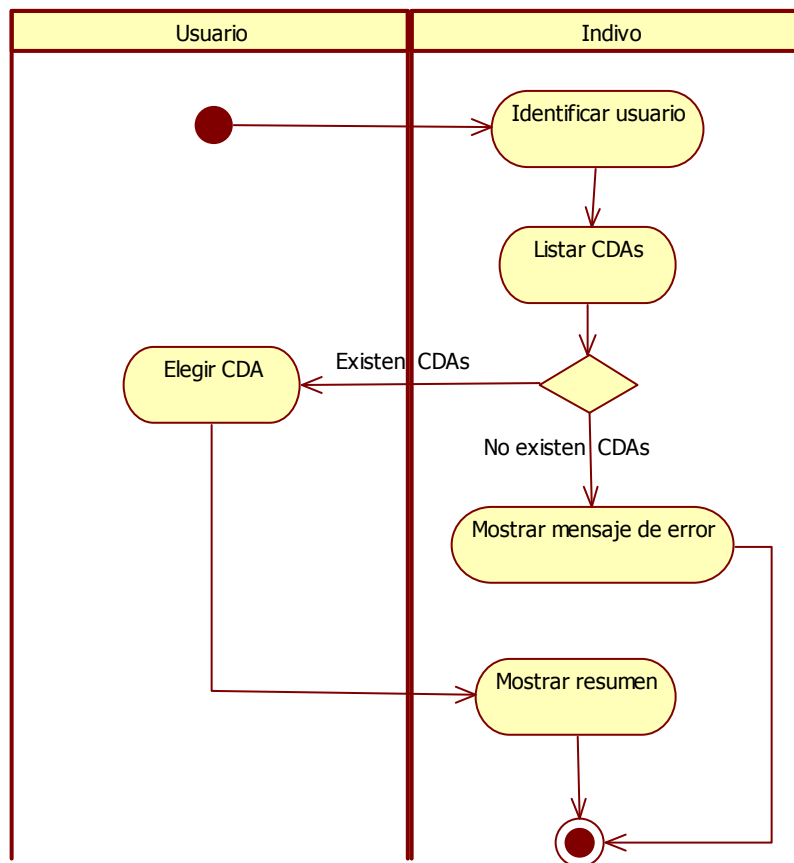 Usuario
Indivo
Identificar usuario
Listar CDAs
Existen CDAs
Elegir CDA
No existen CDAs
Mostrar mensaje de error
Mostrar resumen